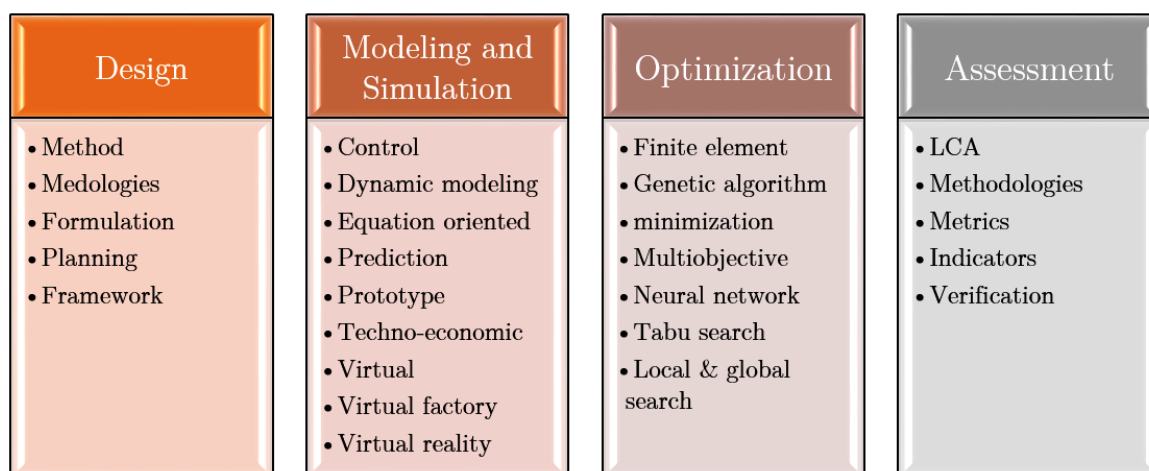 Design
• Method
• Medologies
• Formulation
• Planning
• Framework
Modeling and
Simulation
• Control
• Dynamic modeling
• Equation oriented
• Prediction
• Prototype
• Techno-economic
• Virtual
• Virtual factory
• Virtual reality
Optimization
• Finite element
• Genetic algorithm
• minimization
• Multiobjective
• Neural network
• Tabu search
• Local & global
search
Assessment
• LCA
• Methodologies
• Metrics
• Indicators
• Verification